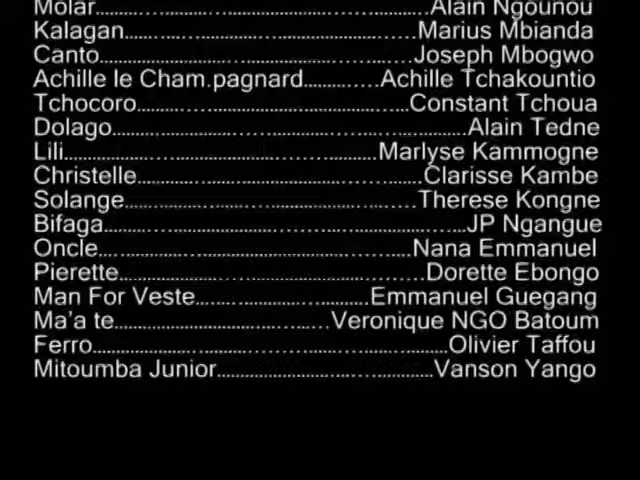 Molar..............................Alain Ngounou
Kalagan..............................Marius Mbianda
Canto..............................Joseph Mbogwo
Achille le Cham.pagnard..............Achille Tchakountio
Tchocoro..............................Constant Tchoua
Dolago..............................Alain Tedne
Lili..............................Marlyse Kammogne
Christelle..............................Clarisse Kambe
Solange..............................Therese Kongne
Bifaga..............................JP Ngangue
Oncle..............................Nana Emmanuel
Pierette..............................Dorette Ebongo
Man For Veste....................Emmanuel Guegang
Ma'a te....................Veronique NGO Batoum
Ferro..............................Olivier Taffou
Mitoumba Junior....................Vanson Yango